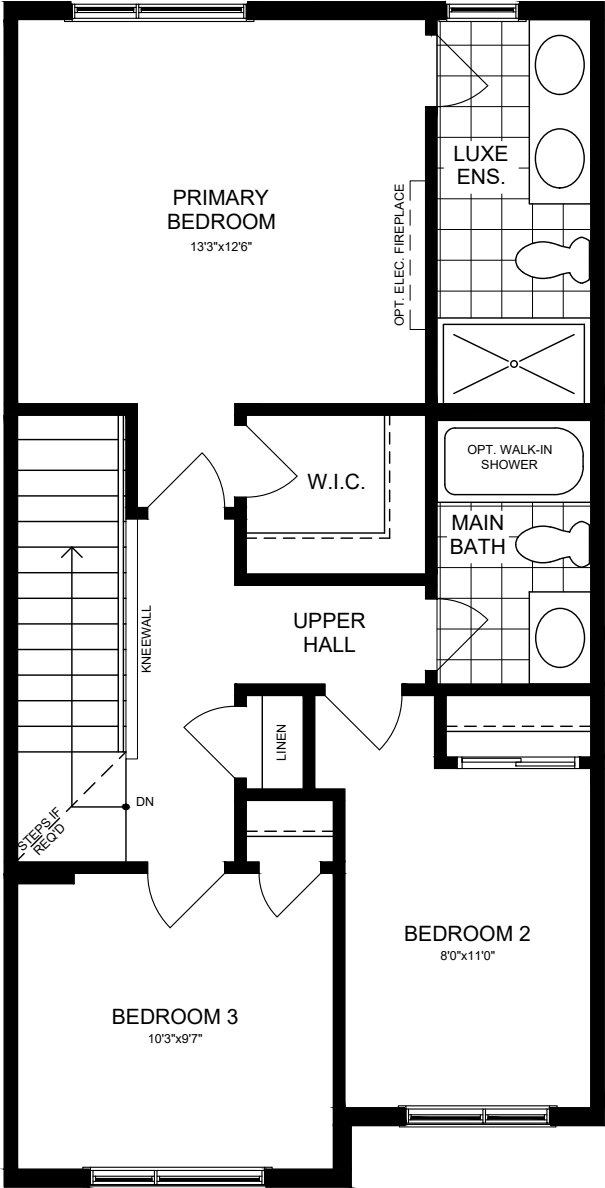 PRIMARY
BEDROOM
13'3"x12'6"
LUXE
ENS.
OPT. ELEC. FIREPLACE
W.I.C.
OPT. WALK-IN
SHOWER
MAIN
BATH
KNEEWALL
UPPER
HALL
LINEN
DN
STEPS IF
REQ'D
BEDROOM 2
8'0"x11'0"
BEDROOM 3
10'3"x9'7"